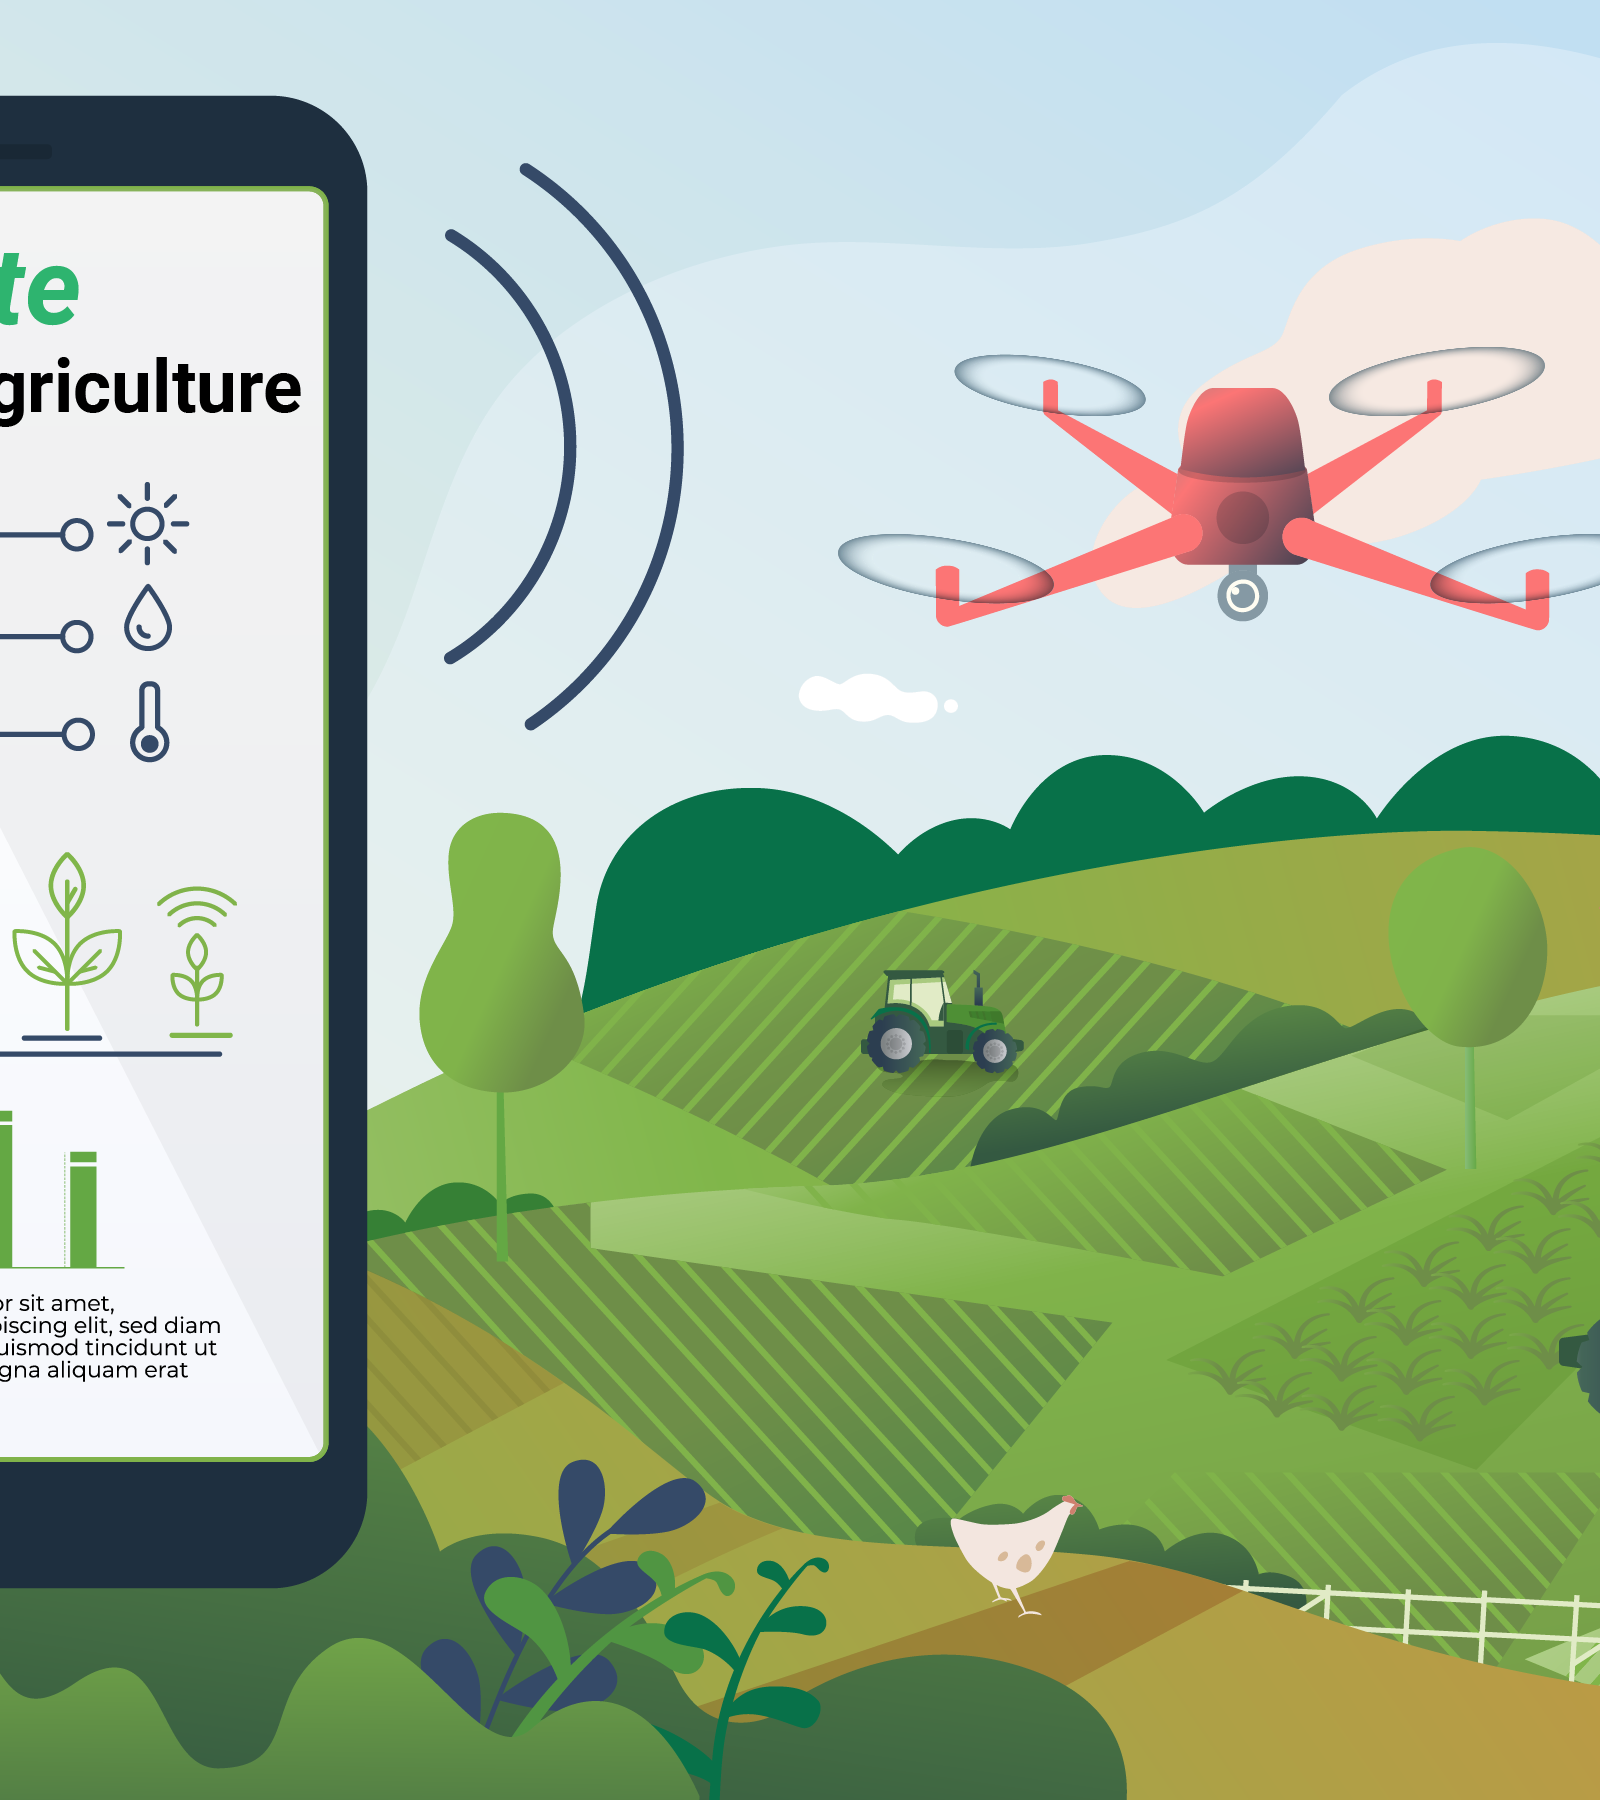 te
griculture
or sit amet,
piscing elit, sed diam
uismod tincidunt ut
gna aliquam erat